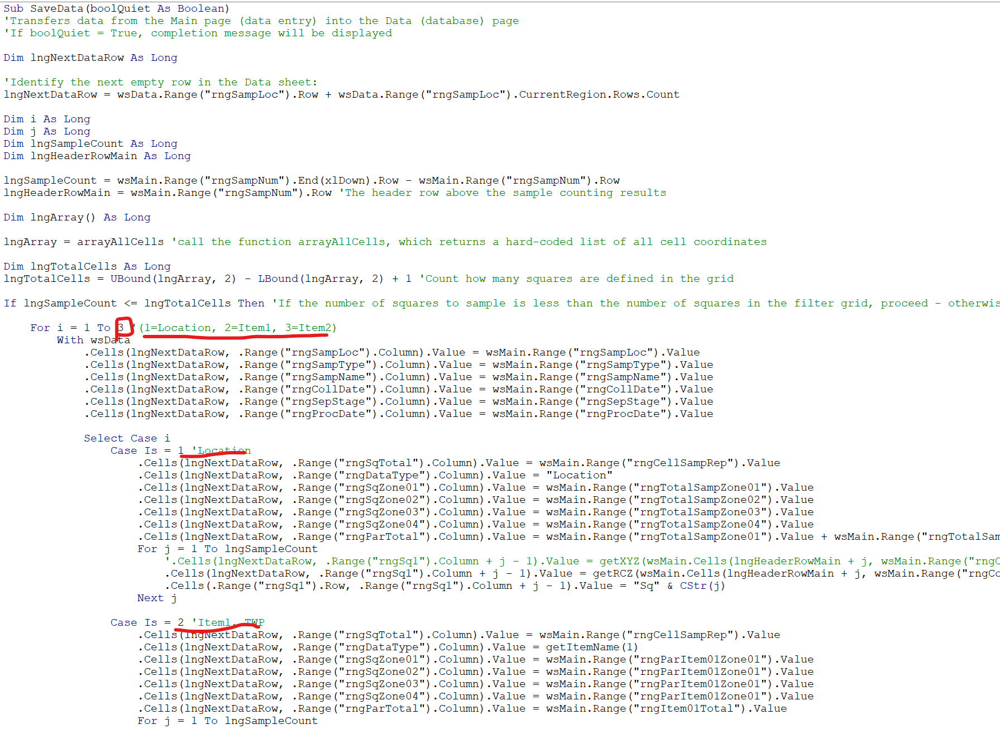 Sub SaveData(boolQuiet As Boolean)
'Transfers data from the Main page (data entry) into the Data (database) page
'If boolQuiet = True, completion message will be displayed
Dim lngNextDataRow As Long
'Identify the next empty row in the Data sheet:
lngNextDataRow = wsData.Range("rngSampLoc").Row + wsData.Range("rngSampLoc").CurrentRegion.Rows.Count
Dim i As Long
Dim j As Long
Dim lngSampleCount As Long
Dim lngHeaderRowMain As Long
lngSampleCount = wsMain.Range("rngSampNum").End(xlDown).Row - wsMain.Range("rngSampNum").Row
lngHeaderRowMain = wsMain.Range("rngSampNum").Row 'The header row above the sample counting results
Dim lngArray() As Long
lngArray = arrayAllCells 'call the function arrayAllCells, which returns a hard-coded list of all cell coordinates
Dim lngTotalCells As Long
lngTotalCells = UBound(lngArray, 2) - LBound(lngArray, 2) + 1 'Count how many squares are defined in the grid
If lngSampleCount <= lngTotalCells Then 'If the number of squares to sample is less than the number of squares in the filter grid, proceed - otherwis
For i = 1 To 3 '(1=Location, 2=Item1, 3=Item2)
With wsData
.Cells(lngNextDataRow, .Range("rngSampLoc").Column).Value = wsMain.Range("rngSampLoc").Value
.Cells(lngNextDataRow, .Range("rngSampType").Column).Value = wsMain.Range("rngSampType").Value
.Cells(lngNextDataRow, .Range("rngSampName").Column).Value = wsMain.Range("rngSampName").Value
.Cells(lngNextDataRow, .Range("rngCollDate").Column).Value = wsMain.Range("rngCollDate").Value
.Cells(lngNextDataRow, .Range("rngSepStage").Column).Value = wsMain.Range("rngSepStage").Value
.Cells(lngNextDataRow, .Range("rngProcDate").Column).Value = wsMain.Range("rngProcDate").Value
Select Case i
Case Is = 1 'Location
.Cells(lngNextDataRow, .Range("rngSqTotal").Column).Value = wsMain.Range("rngCellSampRep").Value
.Cells(lngNextDataRow, .Range("rngDataType").Column).Value = "Location"
.Cells(lngNextDataRow, .Range("rngSqZone01").Column).Value = wsMain.Range("rngTotalSampZone01").Value
.Cells(lngNextDataRow, .Range("rngSqZone02").Column).Value = wsMain.Range("rngTotalSampZone02").Value
.Cells(lngNextDataRow, .Range("rngSqZone03").Column).Value = wsMain.Range("rngTotalSampZone03").Value
.Cells(lngNextDataRow, .Range("rngSqZone04").Column).Value = wsMain.Range("rngTotalSampZone04").Value
.Cells(lngNextDataRow, .Range("rngParTotal").Column).Value = wsMain.Range("rngTotalSampZone01").Value + wsMain.Range("rngTotalSam
For j = 1 To lngSampleCount
'.Cells(lngNextDataRow, .Range("rngSq1").Column + j - 1).Value = getXYZ(wsMain.Cells(lngHeaderRowMain + j, wsMain.Range("rngC
.Cells(lngNextDataRow, .Range("rngSq1").Column + j - 1).Value = getRCZ(wsMain.Cells(lngHeaderRowMain + j, wsMain.Range("rngCo
.Cells(.Range("rngSq1").Row, .Range("rngSq1").Column + j - 1).Value = "Sq" & CStr(j)
Next j
Case Is = 2 'Item1, TWP
.Cells(lngNextDataRow, .Range("rngSqTotal").Column).Value = wsMain.Range("rngCellSampRep").Value
.Cells(lngNextDataRow, .Range("rngDataType").Column).Value = getItemName(1)
.Cells(lngNextDataRow, .Range("rngSqZone01").Column).Value = wsMain.Range("rngParItem01Zone01").Value
.Cells(lngNextDataRow, .Range("rngSqZone02").Column).Value = wsMain.Range("rngParItem01Zone01").Value
.Cells(lngNextDataRow, .Range("rngSqZone03").Column).Value = wsMain.Range("rngParItem01Zone01").Value
.Cells(lngNextDataRow, .Range("rngSqZone04").Column).Value = wsMain.Range("rngParItem01Zone01").Value
.Cells(lngNextDataRow, .Range("rngParTotal").Column).Value = wsMain.Range("rngItem01Total").Value
For j = 1 To lngSampleCount